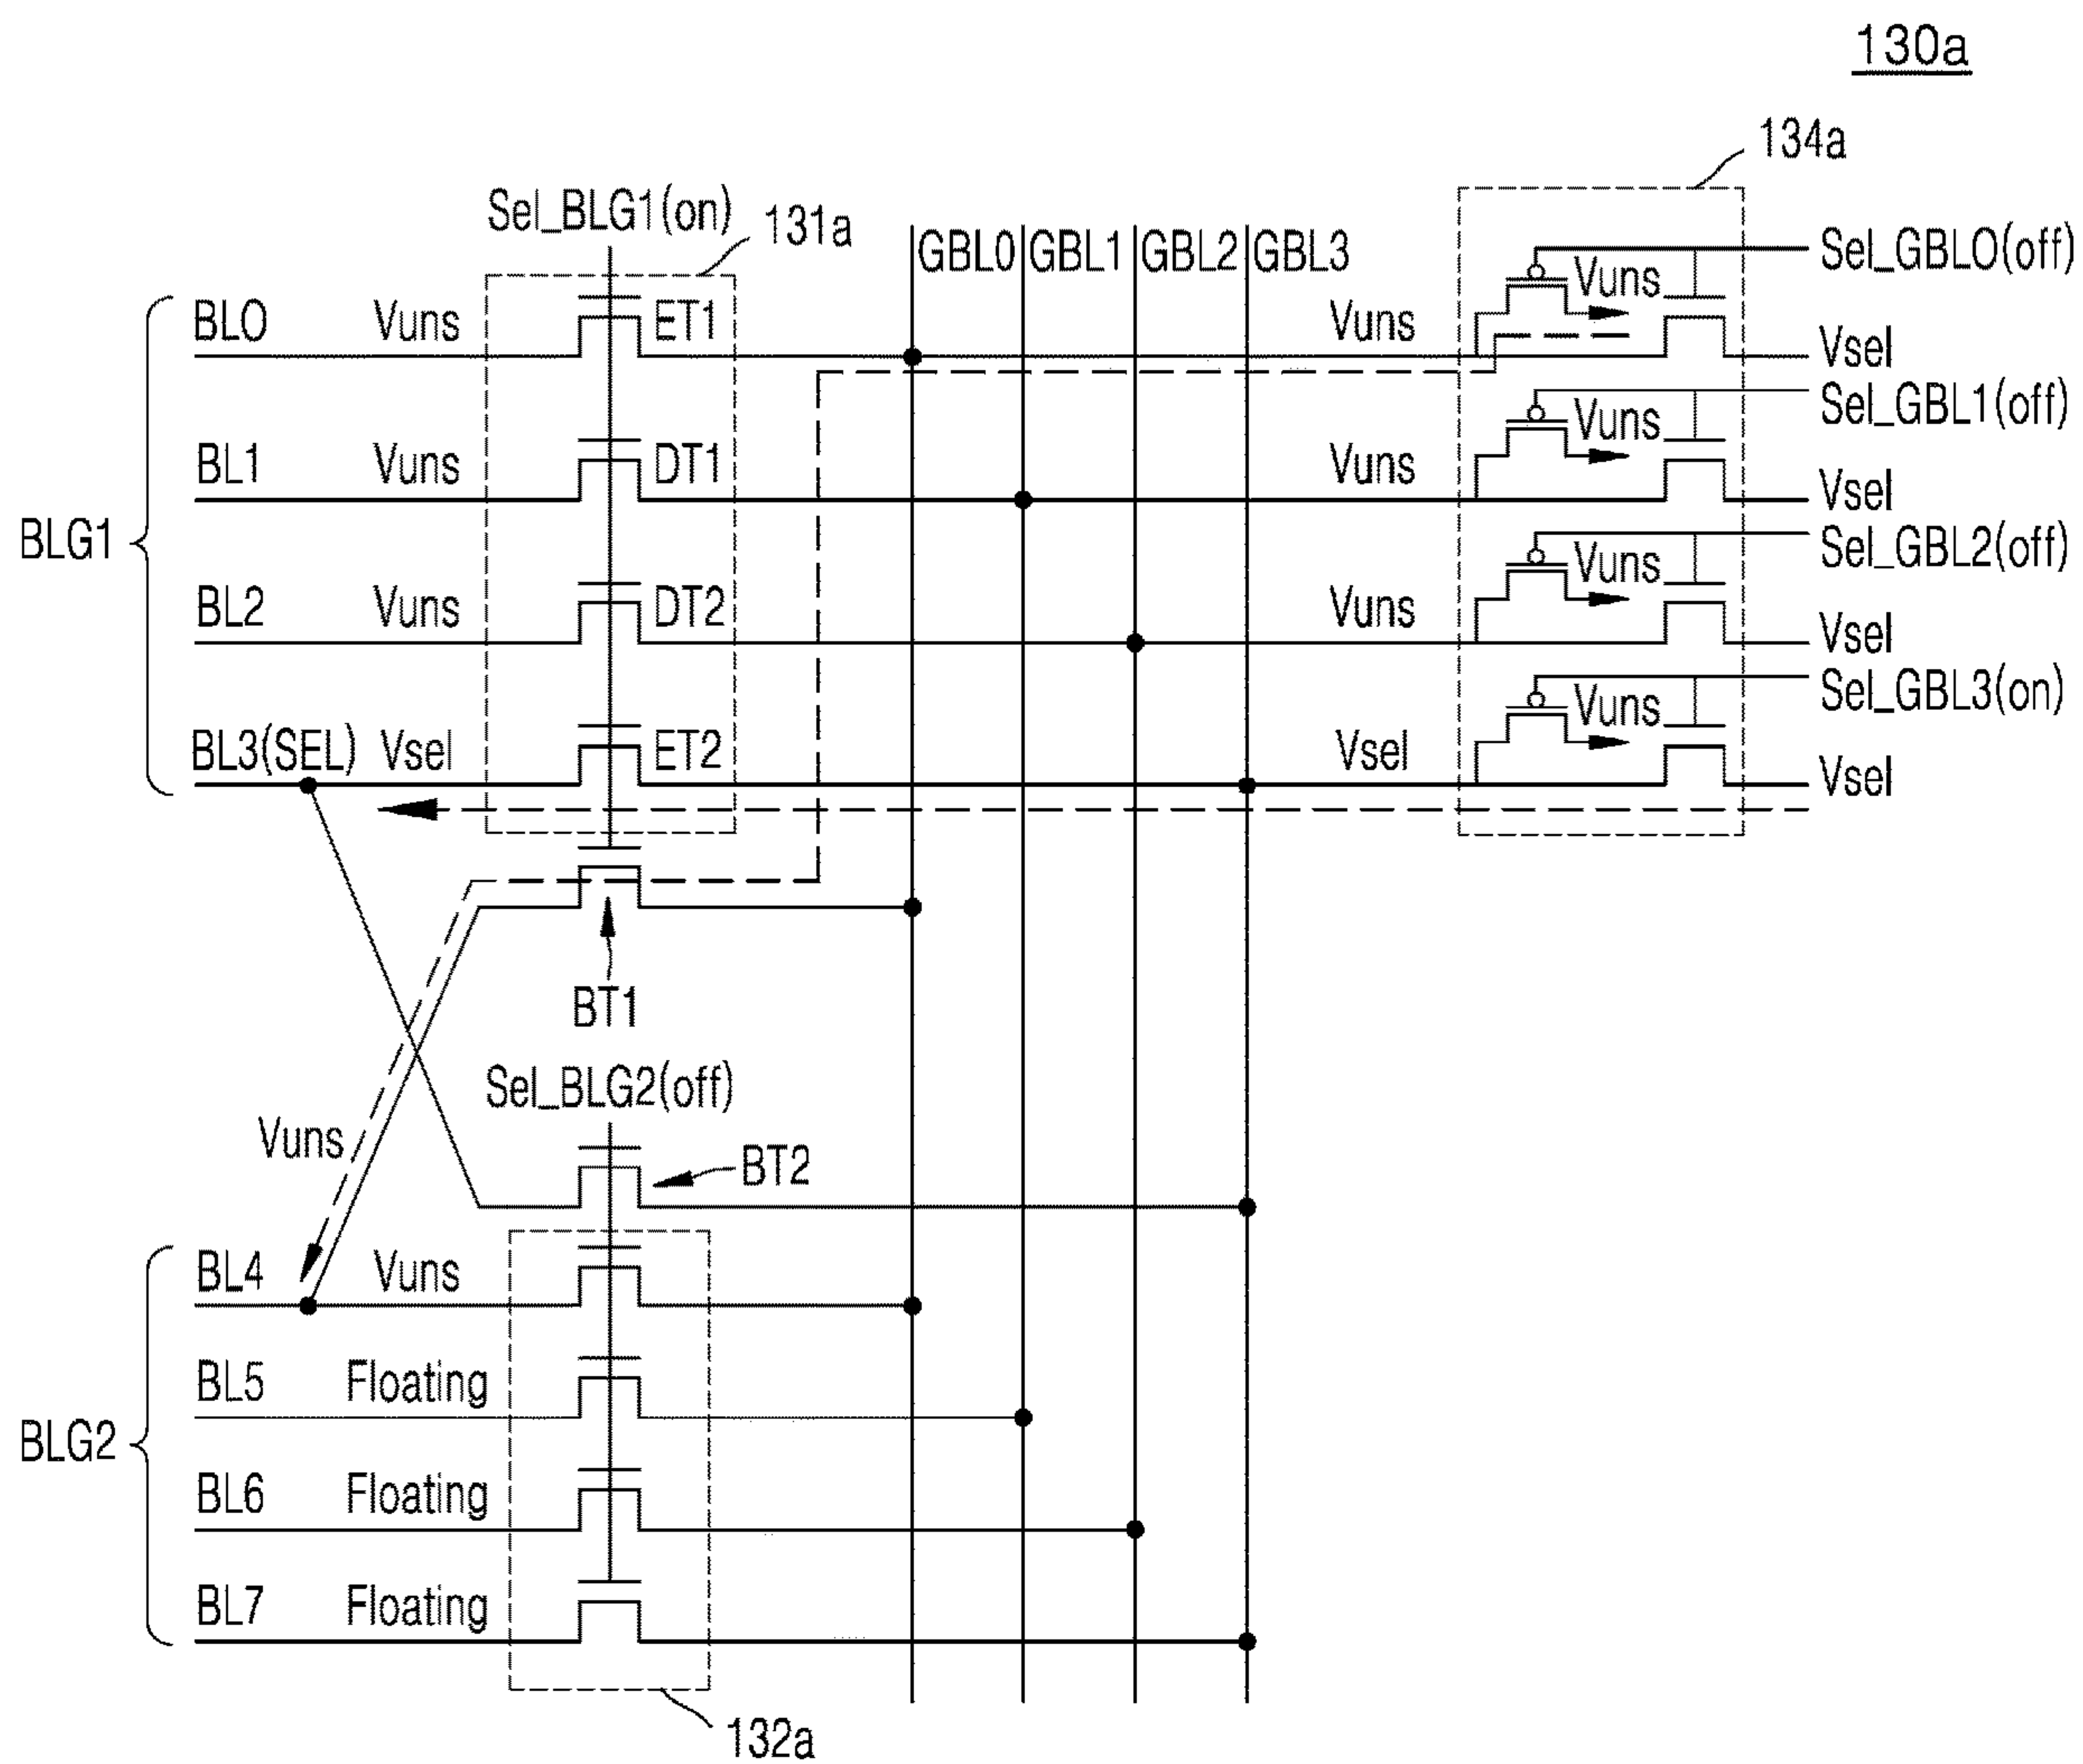 130a
134a
Sel_BLG1(on)
131a
GBL0 GBL1 GBL2 GBL3
Sel_GBL0(off)
BL0 Vuns ET1 Vuns Vuns Vsel
Sel_GBL1(off)
BL1 Vuns DT1 Vuns Vuns Vsel
BLG1
Sel_GBL2(off)
BL2 Vuns DT2 Vuns Vuns Vsel
Sel_GBL3(on)
BL3(SEL) Vsel ET2 Vsel Vuns Vsel
BT1
Sel_BLG2(off)
Vuns
BT2
BL4 Vuns
BL5 Floating
BLG2
BL6 Floating
BL7 Floating
132a